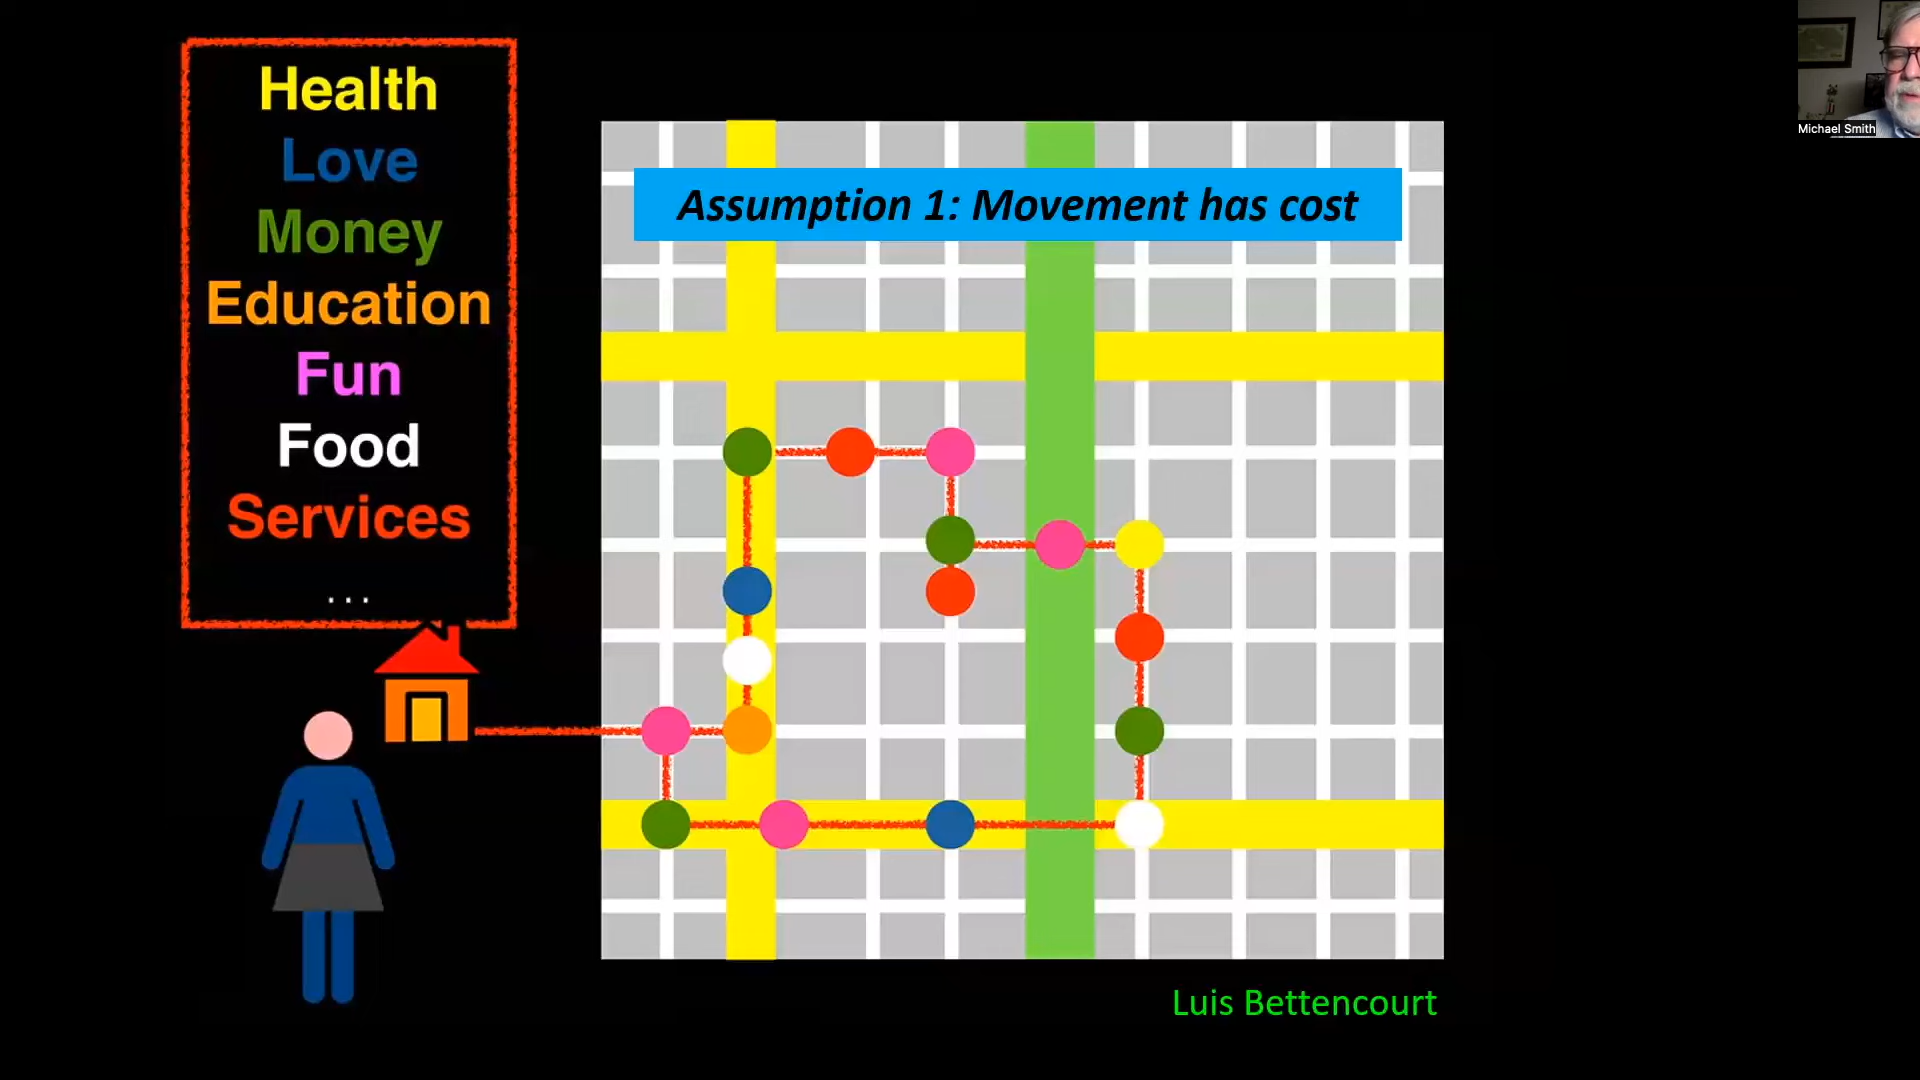 Health
Love
Money
Education
Fun
Food
Services
...
Assumption 1: Movement has cost
Michael Smith
Luis Bettencourt